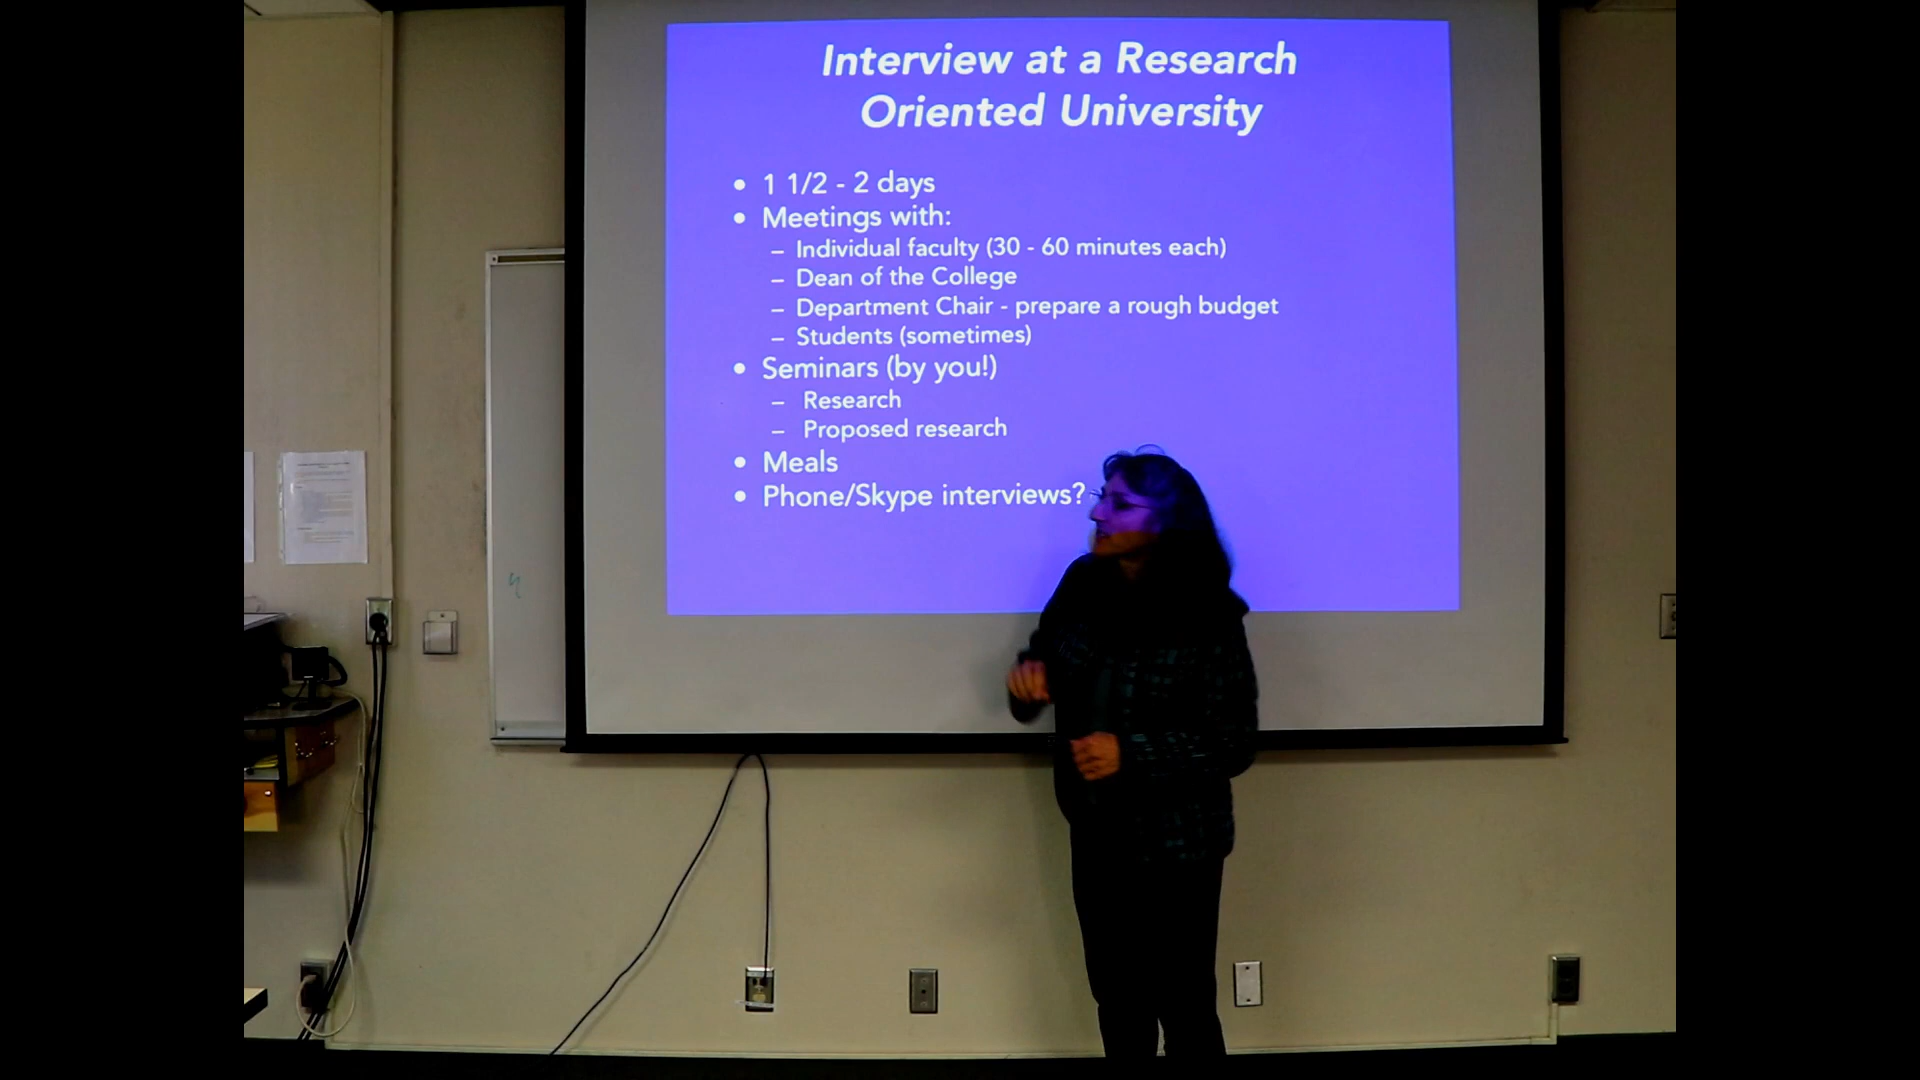 Interview at a Research
Oriented University
• 1 1/2 - 2 days
• Meetings with:
– Individual faculty (30 - 60 minutes each)
– Dean of the College
– Department Chair - prepare a rough budget
– Students (sometimes)
• Seminars (by you!)
– Research
– Proposed research
• Meals
• Phone/Skype interviews?